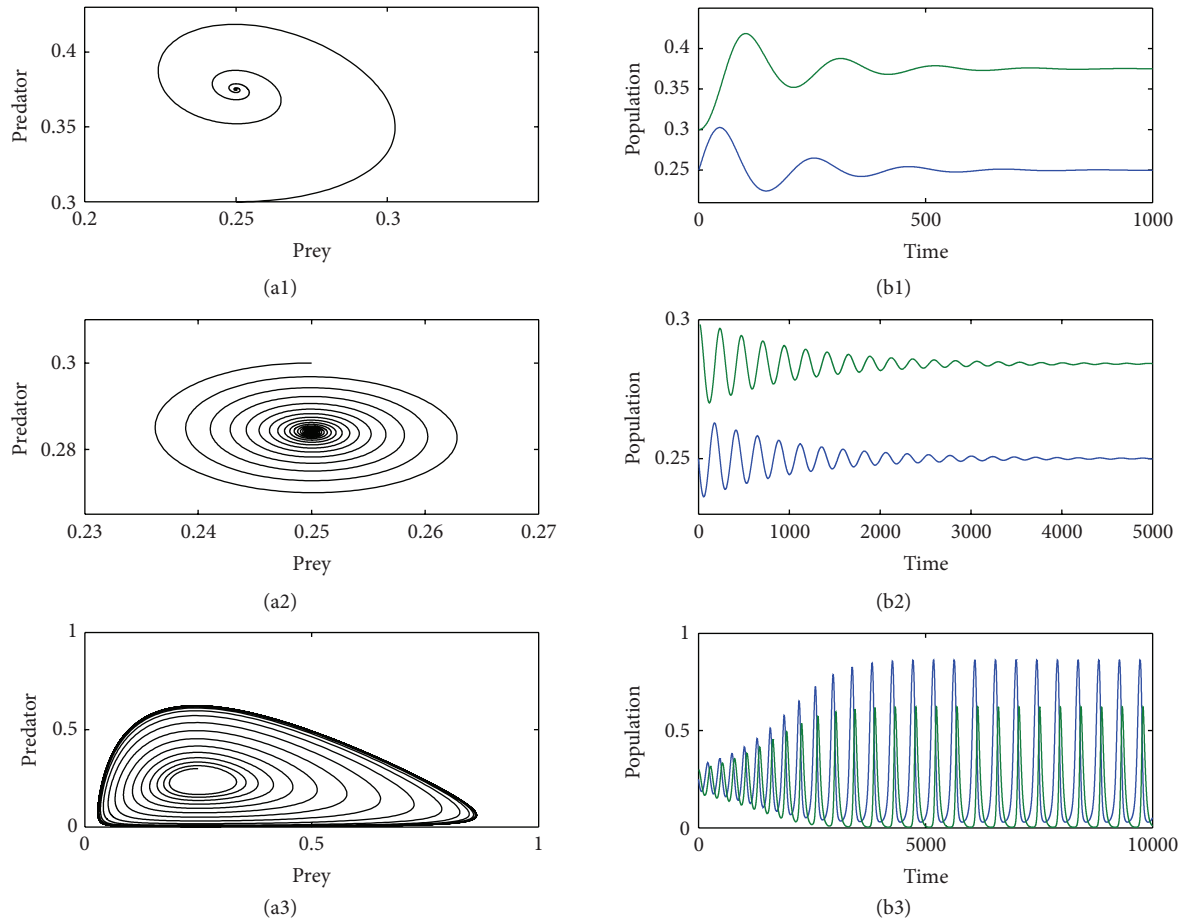 0.4
0.35
0.3
Predator
0.2
0.25
0.3
Prey
(a1)
0.4
0.35
0.3
0.25
Population
0
500
1000
Time
(b1)
0.3
0.28
Predator
0.23
0.24
0.25
0.26
0.27
Prey
(a2)
0.3
0.25
Population
0
1000
2000
3000
4000
5000
Time
(b2)
1
0.5
0
Predator
0
0.5
1
Prey
(a3)
1
0.5
0
Population
0
5000
10000
Time
(b3)